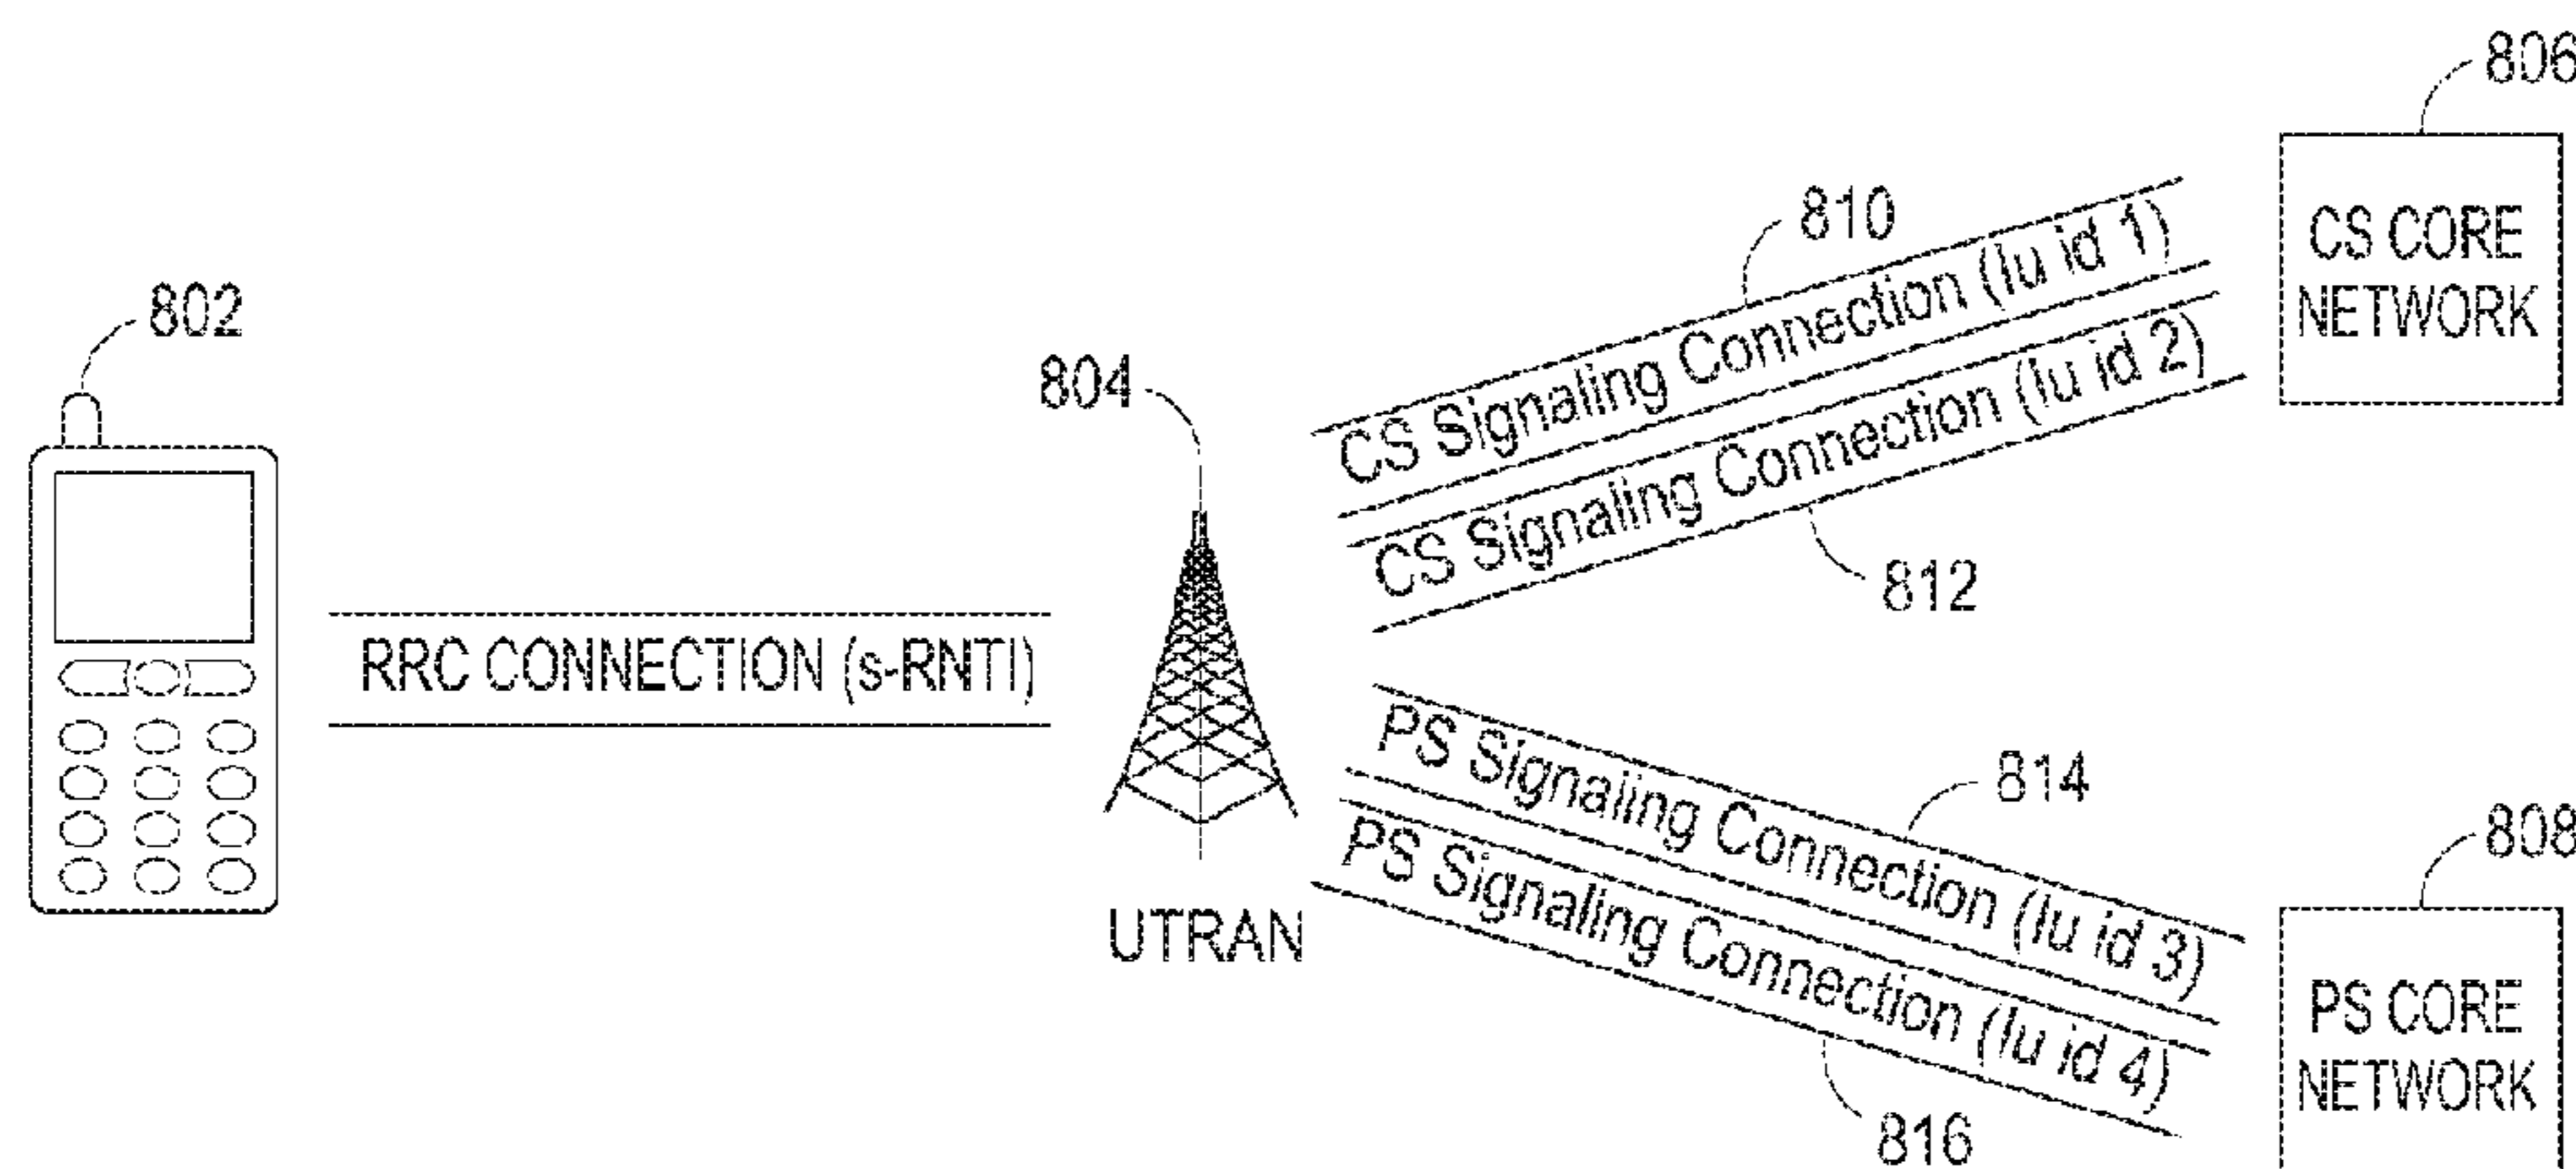 806
CS CORE
NETWORK
810
CS Signaling Connection (Iu id 1)
CS Signaling Connection (Iu id 2)
812
802
804
RRC CONNECTION (s-RNTI)
UTRAN
PS Signaling Connection (Iu id 3)
814
PS Signaling Connection (Iu id 4)
816
808
PS CORE
NETWORK